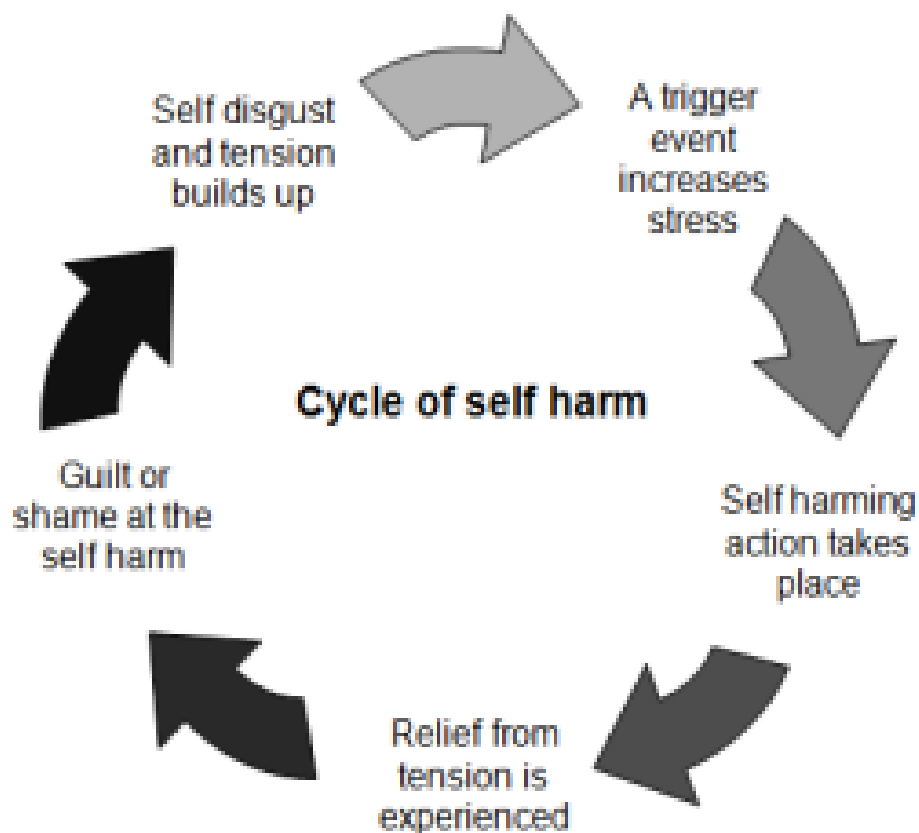 Cycle of self harm
A trigger
event
increases
stress
Self harming
action takes
place
Relief from
tension is
experienced
Guilt or
shame at the
self harm
Self disgust
and tension
builds up